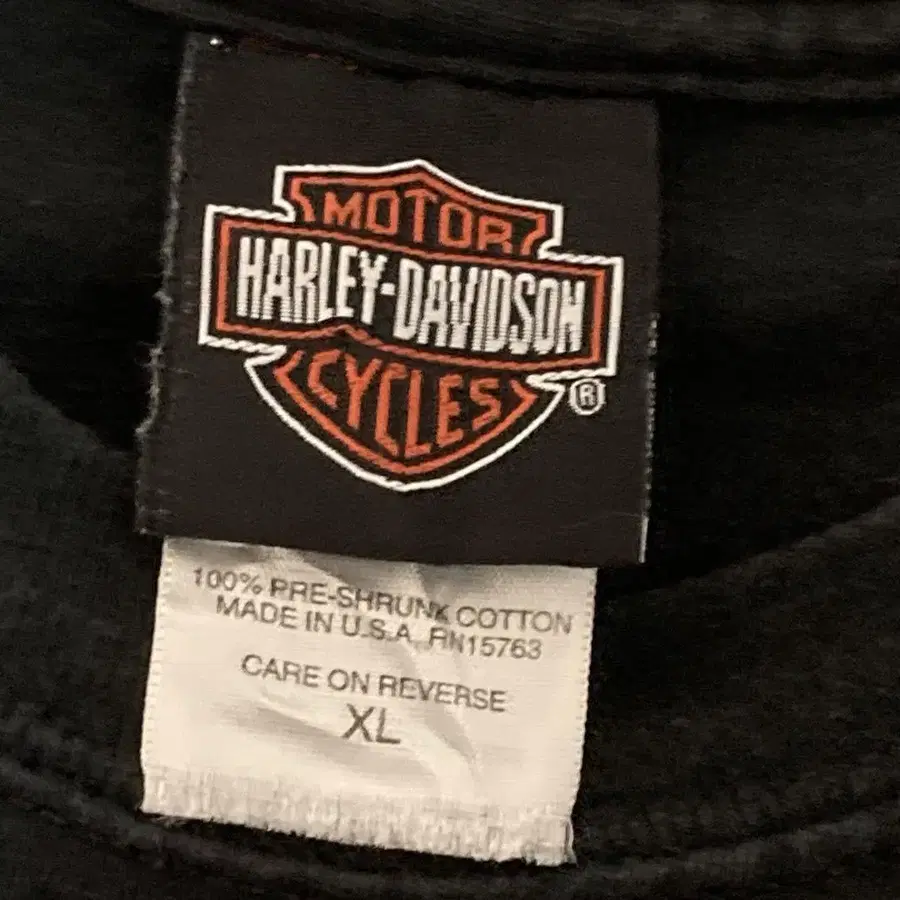 MOTOR
HARLEY-DAVIDSON
CYCLES
®
100% PRE-SHRUNK COTTON
MADE IN U.S.A. RN15763
CARE ON REVERSE
XL